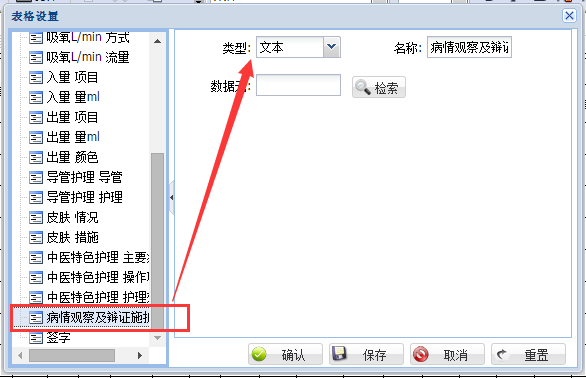 表格设置
吸氧L/min 方式
吸氧L/min 流量
入量 项目
入量 量ml
出量 项目
出量 量ml
出量 颜色
导管护理 导管
导管护理 护理
皮肤 情况
皮肤 措施
中医特色护理 主要
中医特色护理 操作
中医特色护理 护理
病情观察及辩证施护
签字
类型: 文本
名称: 病情观察及辩证
数据元:
检索
确认
保存
取消
重置